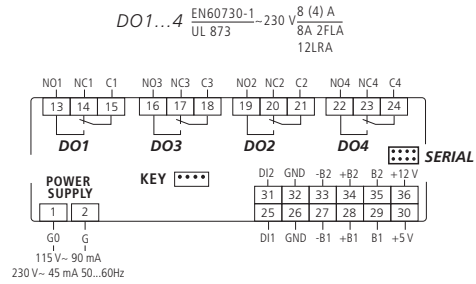 DO1...4 EN60730-1 ~230 V 8 (4) A
UL 873 8A 2FLA
12LRA
NO1 NC1 C1 NO3 NC3 C3 NO2 NC2 C2 NO4 NC4 C4
13 14 15 16 17 18 19 20 21 22 23 24
DO1 DO3 DO2 DO4
SERIAL
POWER SUPPLY
KEY
DI2 GND -B2 +B2 B2 +12 V
31 32 33 34 35 36
1 2 25 26 27 28 29 30
G0 G DI1 GND -B1 +B1 B1 +5 V
115 V~ 90 mA
230 V~ 45 mA 50...60Hz